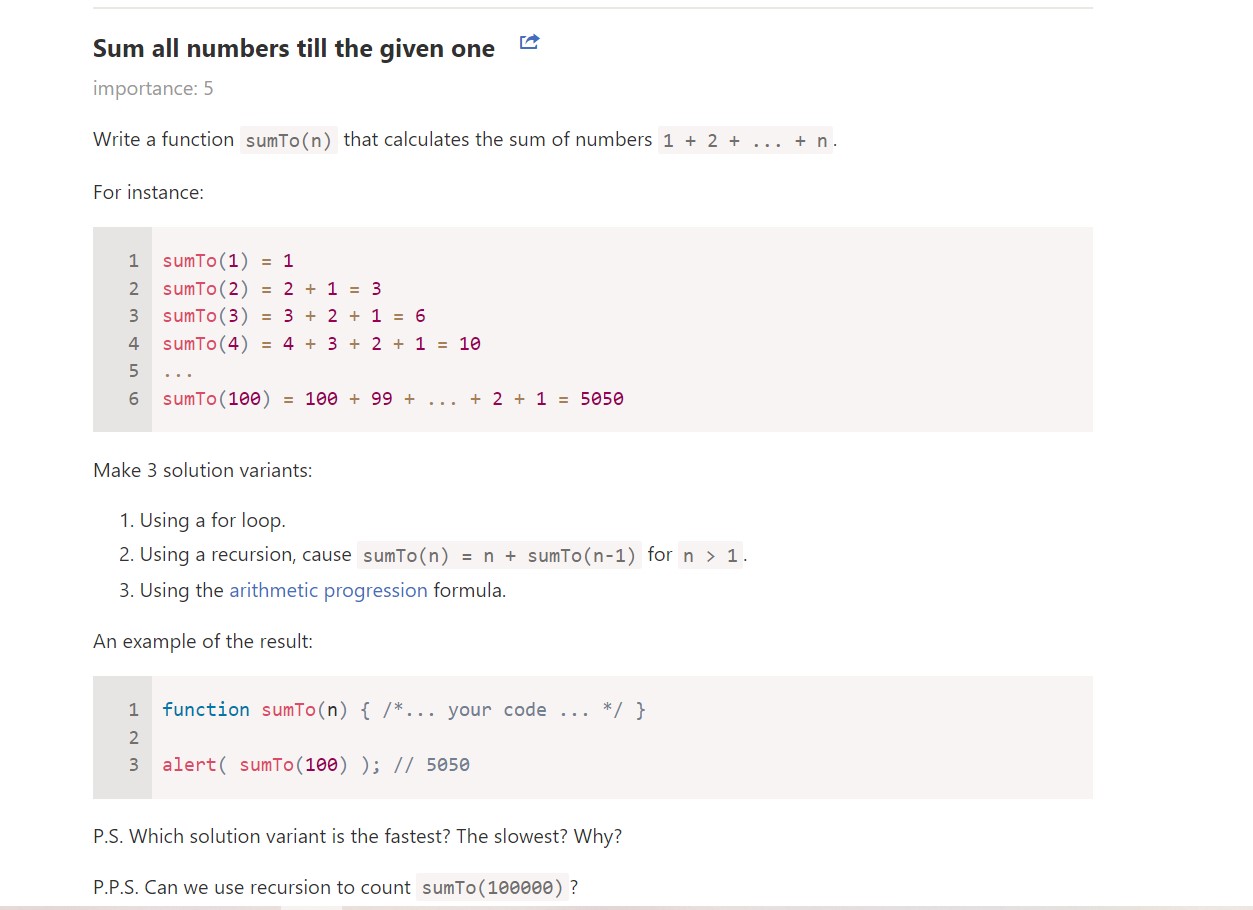 Sum all numbers till the given one
importance: 5
Write a function sumTo(n) that calculates the sum of numbers 1 + 2 + ... + n.
For instance:
1 sumTo(1) = 1
2 sumTo(2) = 2 + 1 = 3
3 sumTo(3) = 3 + 2 + 1 = 6
4 sumTo(4) = 4 + 3 + 2 + 1 = 10
5 ...
6 sumTo(100) = 100 + 99 + ... + 2 + 1 = 5050
Make 3 solution variants:
1. Using a for loop.
2. Using a recursion, cause sumTo(n) = n + sumTo(n-1) for n > 1.
3. Using the arithmetic progression formula.
An example of the result:
1 function sumTo(n) { /*... your code ... */ }
2
3 alert( sumTo(100) ); // 5050
P.S. Which solution variant is the fastest? The slowest? Why?
P.P.S. Can we use recursion to count sumTo(100000)?